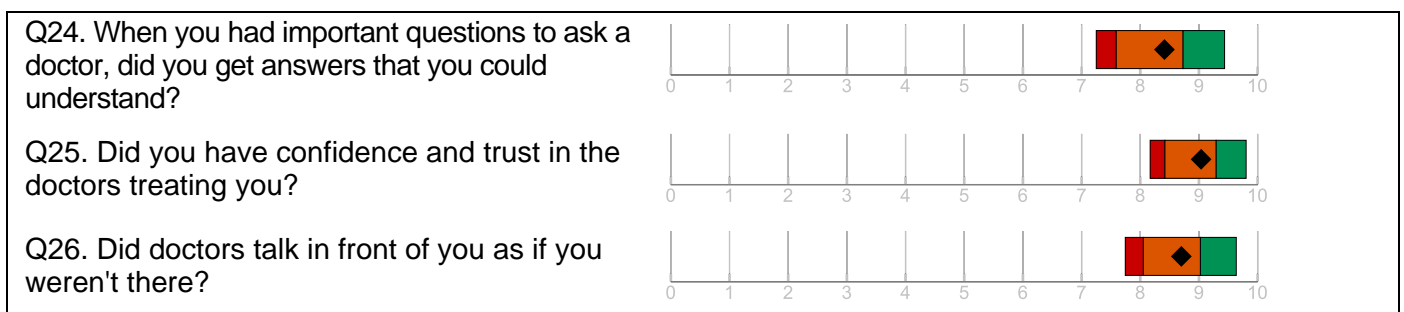 Q24. When you had important questions to ask a
doctor, did you get answers that you could
understand?
0 1 2 3 4 5 6 7 8 9 10
Q25. Did you have confidence and trust in the
doctors treating you?
0 1 2 3 4 5 6 7 8 9 10
Q26. Did doctors talk in front of you as if you
weren't there?
0 1 2 3 4 5 6 7 8 9 10